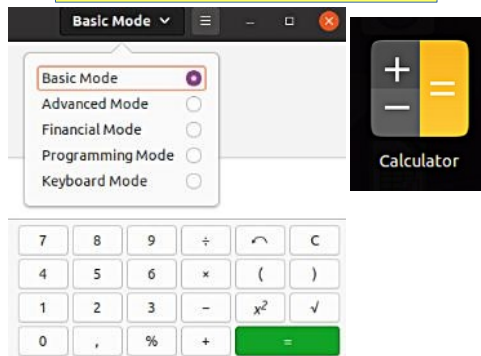 Basic Mode
Basic Mode
Advanced Mode
Financial Mode
Programming Mode
Keyboard Mode
Calculator
7 8 9 ÷ C
4 5 6 × ( )
1 2 3 − x² √
0 , % + =